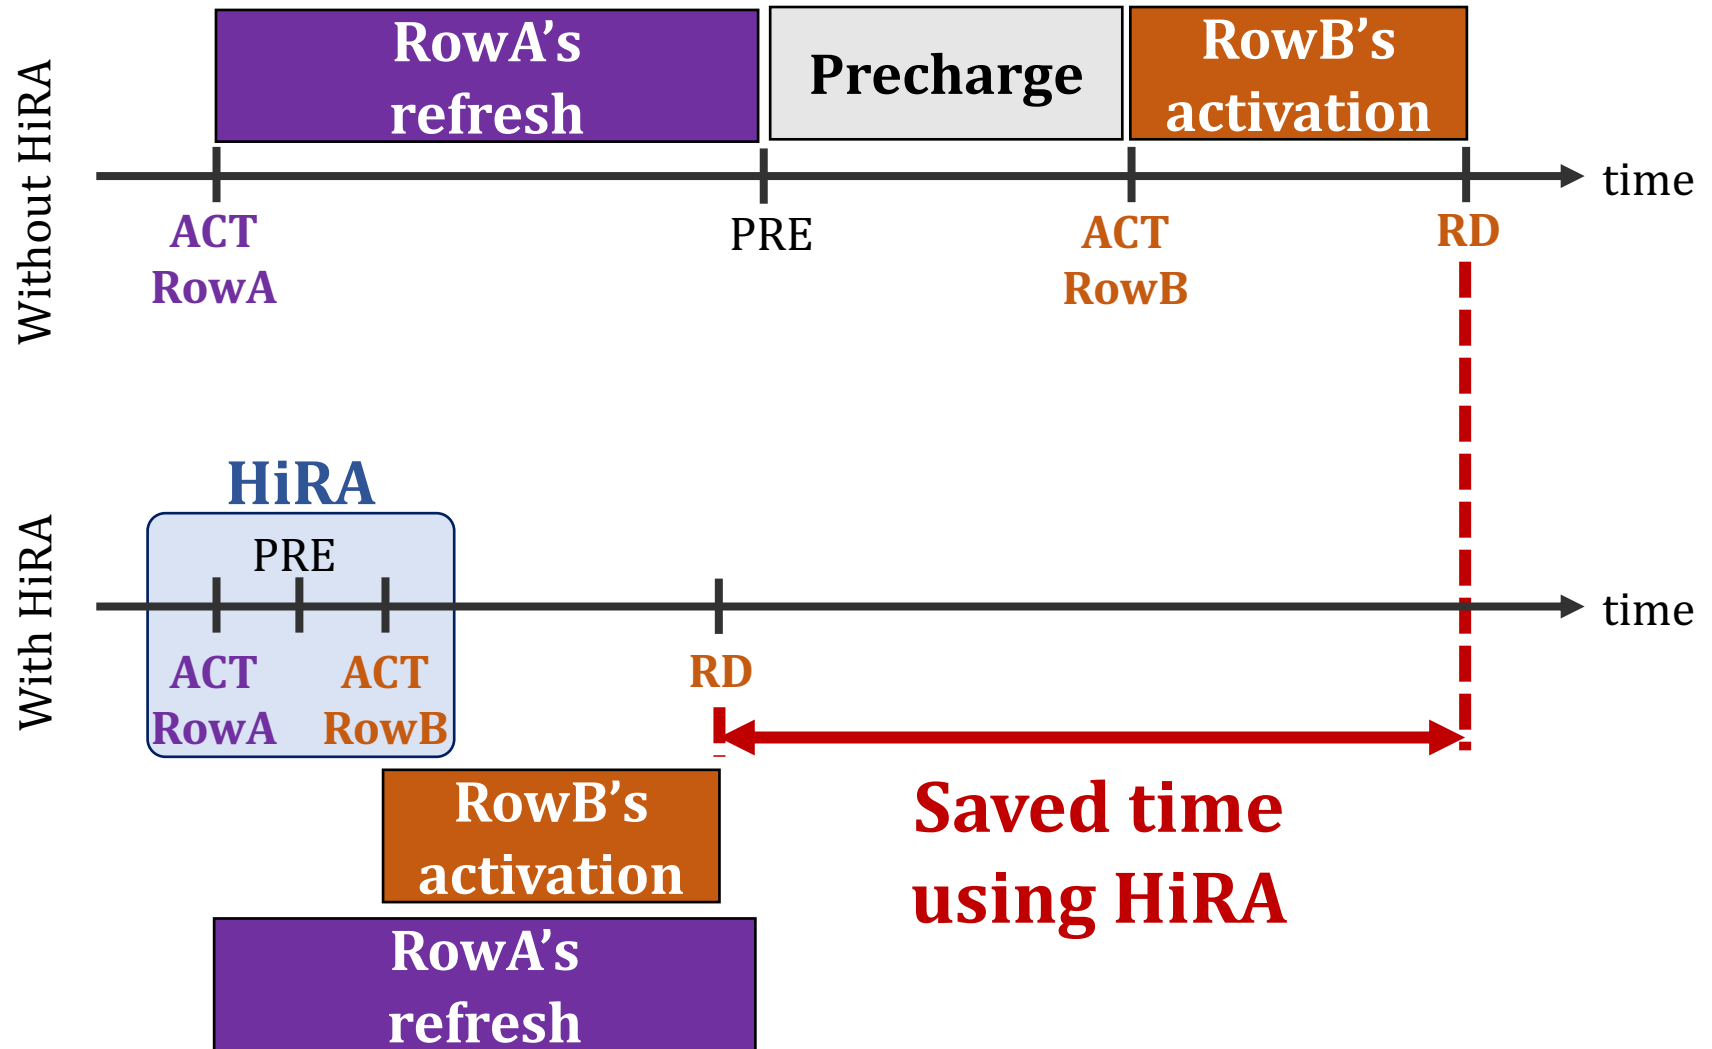 Without HiRA
RowA's
refresh
Precharge
RowB's
activation
time
ACT
RowA
PRE
ACT
RowB
RD
With HiRA
HiRA
PRE
time
ACT
RowA
ACT
RowB
RD
RowB's
activation
RowA's
refresh
Saved time
using HiRA